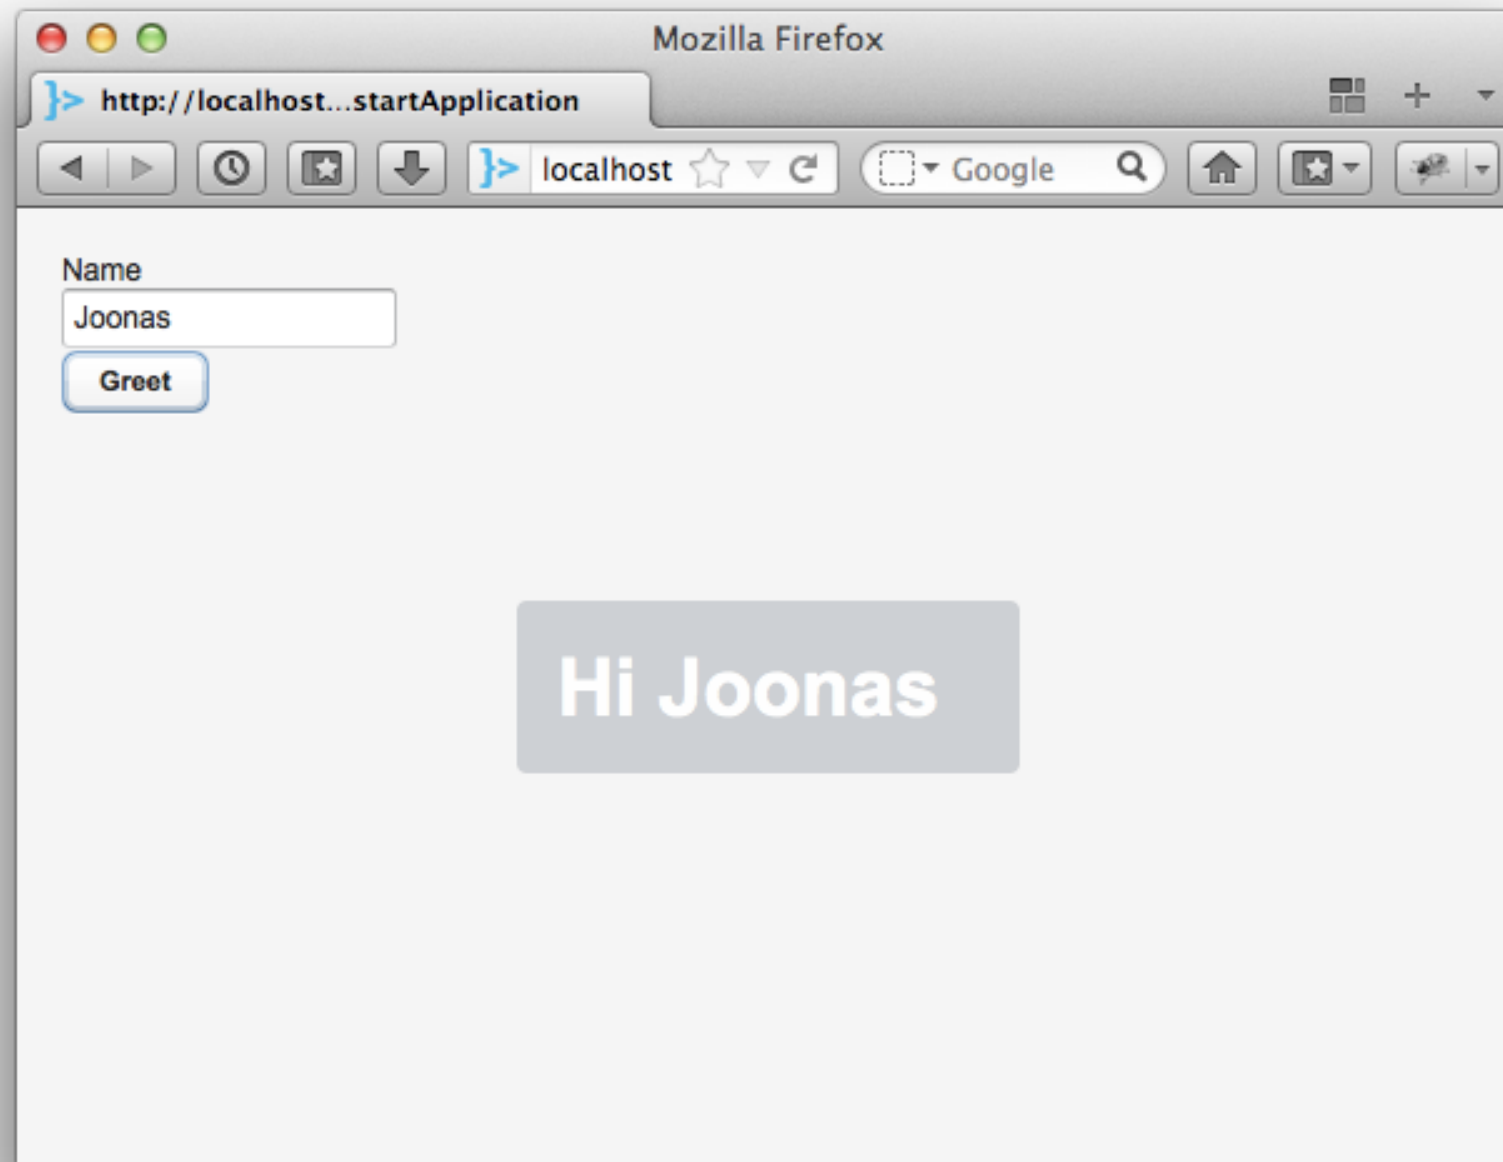 Mozilla Firefox
http://localhost...startApplication
localhost
Google
Name
Joonas
Greet
Hi Joonas